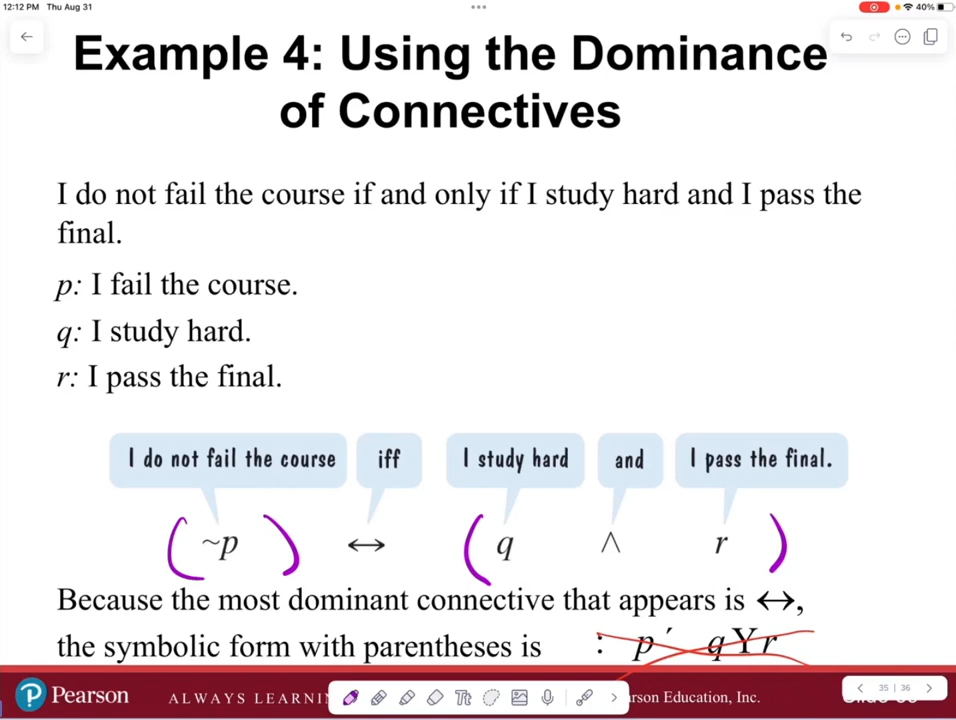 12:12 PM Thu Aug 31
40%
Example 4: Using the Dominance
of Connectives
I do not fail the course if and only if I study hard and I pass the
final.
p: I fail the course.
q: I study hard.
r: I pass the final.
I do not fail the course iff I study hard and I pass the final.
( ~p ) ↔ ( q ∧ r )
Because the most dominant connective that appears is ↔,
the symbolic form with parentheses is : p ′ q Y r
Pearson ALWAYS LEARNI Tt rson Education, Inc. 35 | 36